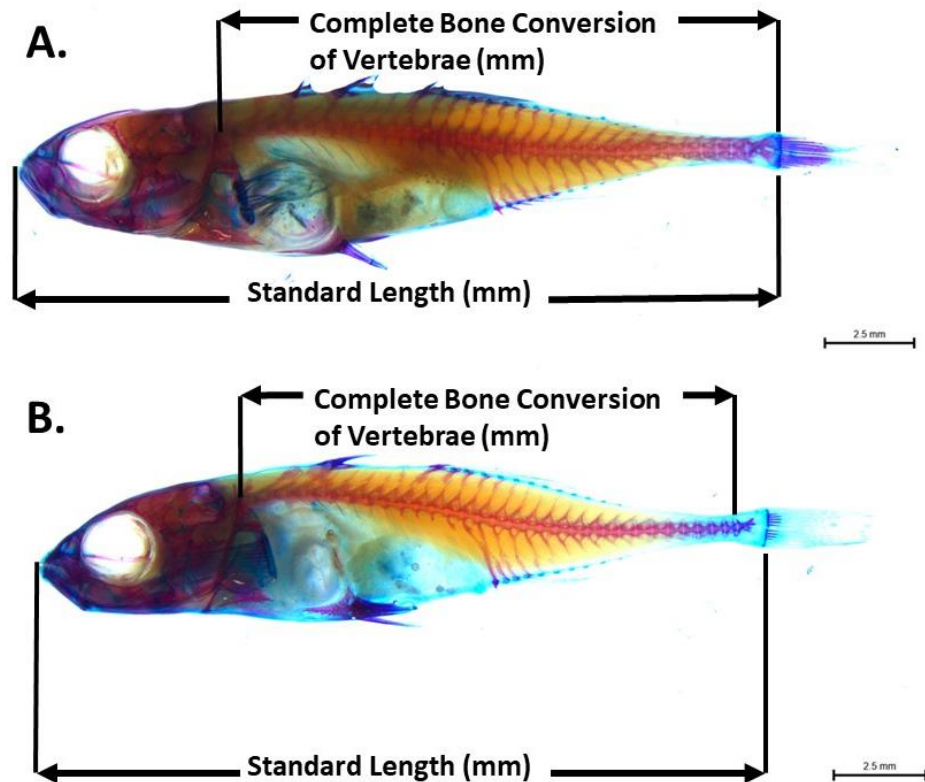 A.
Complete Bone Conversion
of Vertebrae (mm)
Standard Length (mm)
2.5 mm
B.
Complete Bone Conversion
of Vertebrae (mm)
Standard Length (mm)
2.5 mm